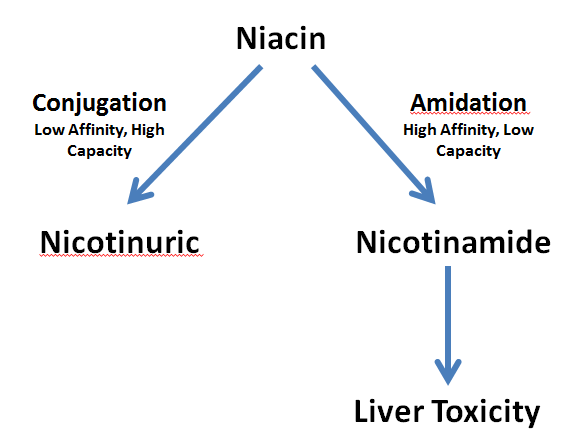 Niacin
Conjugation
Low Affinity, High
Capacity
Amidation
High Affinity, Low
Capacity
Nicotinuric
Nicotinamide
Liver Toxicity